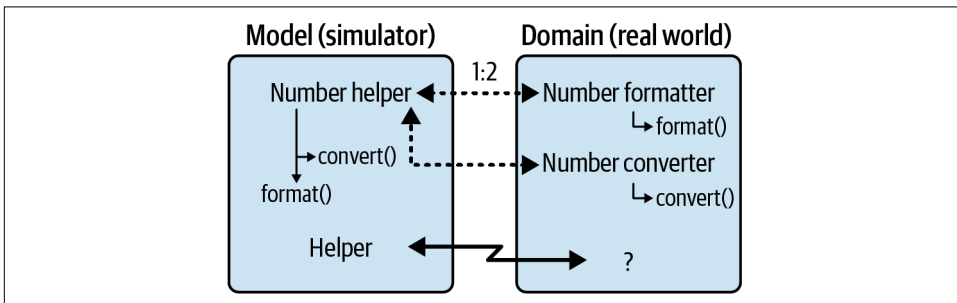 Model (simulator)
Domain (real world)
1:2
Number helper
Number formatter
format()
convert()
Number converter
format()
convert()
Helper
?